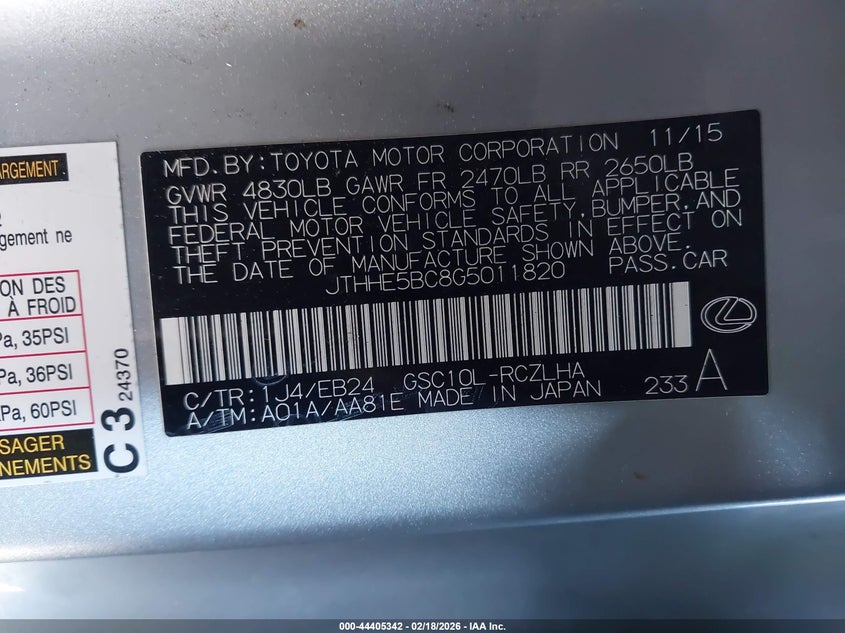 ARGEMENT
gement ne
ON DES
À FROID
Pa, 35PSI
Pa, 36PSI
Pa, 60PSI
SAGER
NEMENTS
C3 24370
MFD.BY:TOYOTA MOTOR CORPORATION 11/15
GVWR 4830LB GAWR FR 2470LB RR 2650LB
THIS VEHICLE CONFORMS TO ALL APPLICABLE
FEDERAL MOTOR VEHICLE SAFETY,BUMPER,AND
THEFT PREVENTION STANDARDS IN EFFECT ON
THE DATE OF MANUFACTURE SHOWN ABOVE.
JTHHE5BC8G5011820 PASS.CAR
C/TR:1J4/EB24 GSC10L-RCZLHA
A/TM:A01A/AA81E MADE IN JAPAN 233A
000-44405342 - 02/18/2026 - IAA Inc.